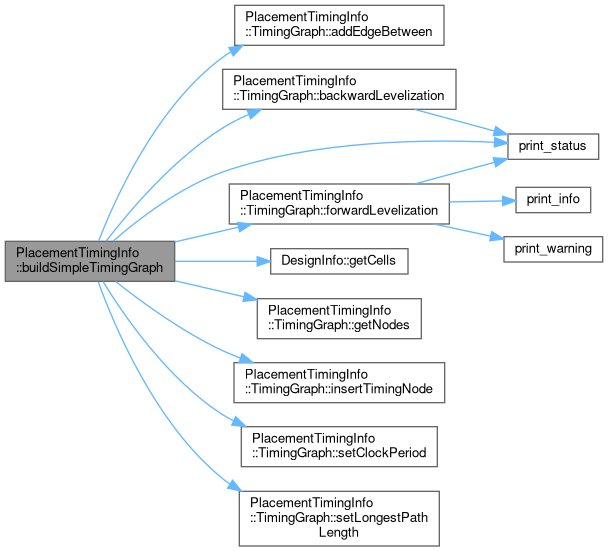 PlacementTimingInfo
::TimingGraph::addEdgeBetween
PlacementTimingInfo
::TimingGraph::backwardLevelization
print_status
PlacementTimingInfo
::TimingGraph::forwardLevelization
print_info
print_warning
PlacementTimingInfo
::buildSimpleTimingGraph
DesignInfo::getCells
PlacementTimingInfo
::TimingGraph::getNodes
PlacementTimingInfo
::TimingGraph::insertTimingNode
PlacementTimingInfo
::TimingGraph::setClockPeriod
PlacementTimingInfo
::TimingGraph::setLongestPath
Length